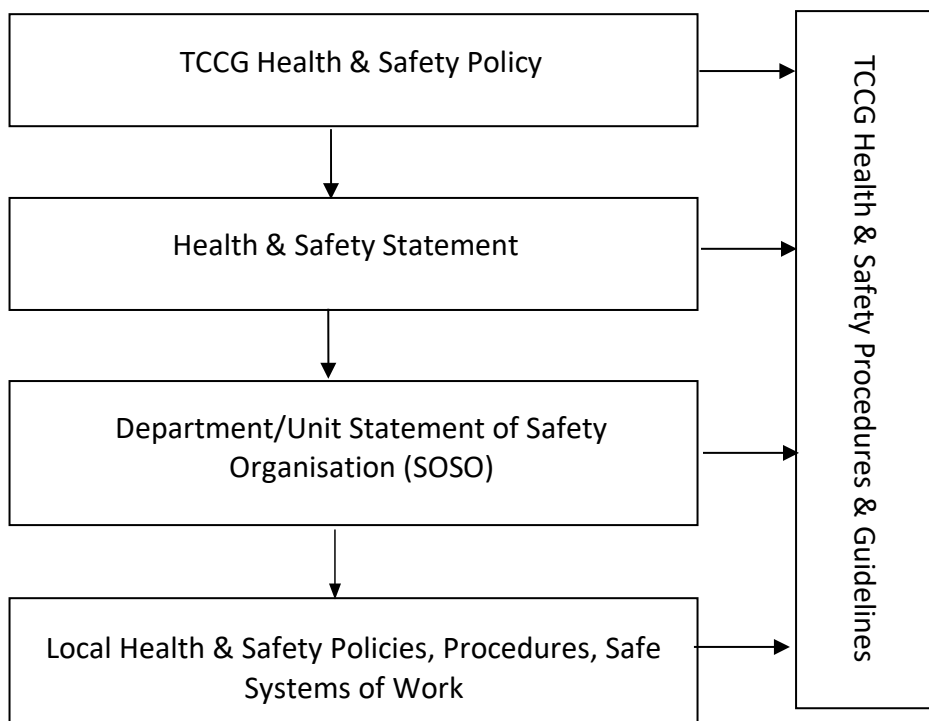 TCCG Health & Safety Policy
Health & Safety Statement
Department/Unit Statement of Safety
Organisation (SOSO)
Local Health & Safety Policies, Procedures, Safe
Systems of Work
TCCG Health & Safety Procedures & Guidelines